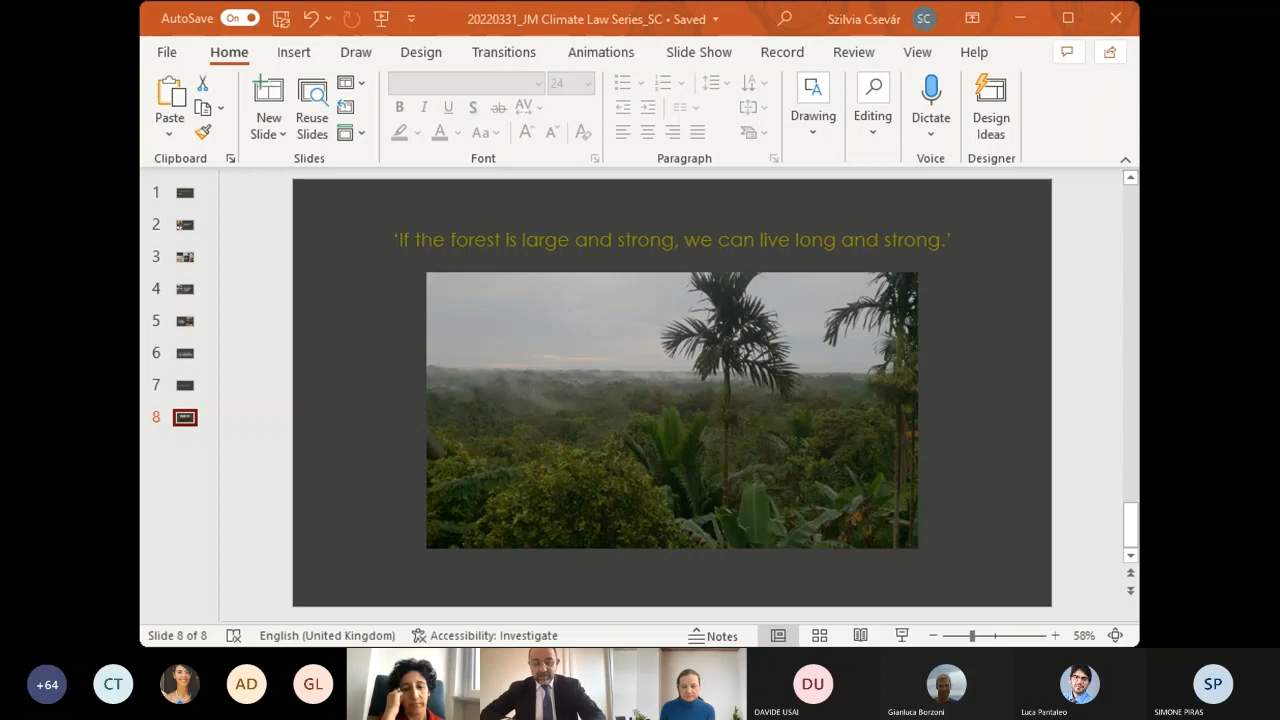 AutoSave On 20220331_JM Climate Law Series_SC • Saved Szilvia Csevár SC
File Home Insert Draw Design Transitions Animations Slide Show Record Review View Help
24
Paste New Slide Reuse Slides B I U S ab AV Aa A A A Drawing Editing Dictate Design Ideas
Clipboard Slides Font Paragraph Voice Designer
1
2
3
4
5
6
7
8
‘If the forest is large and strong, we can live long and strong.’
Slide 8 of 8 English (United Kingdom) Accessibility: Investigate Notes 58%
+64 CT AD GL DU SP
DAVIDE USAI Gianluca Borzoni Luca Pantaleo SIMONE PIRAS